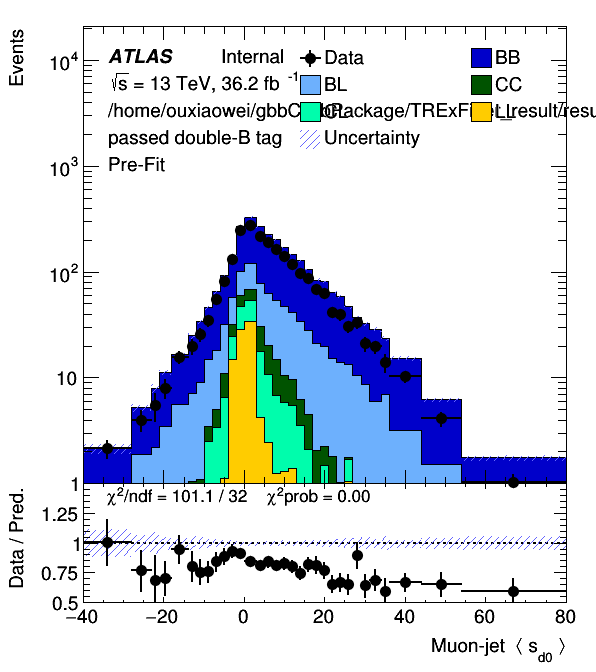 Events
10⁴
10³
10²
10
1
ATLAS Internal
√s = 13 TeV, 36.2 fb⁻¹
passed double-B tag
Pre-Fit
Data
BB
BL
CC
Uncertainty
χ²/ndf = 101.1 / 32 χ²prob = 0.00
Data / Pred.
1.25
1
0.75
0.5
−40 −20 0 20 40 60 80
Muon-jet ⟨ s_d0 ⟩